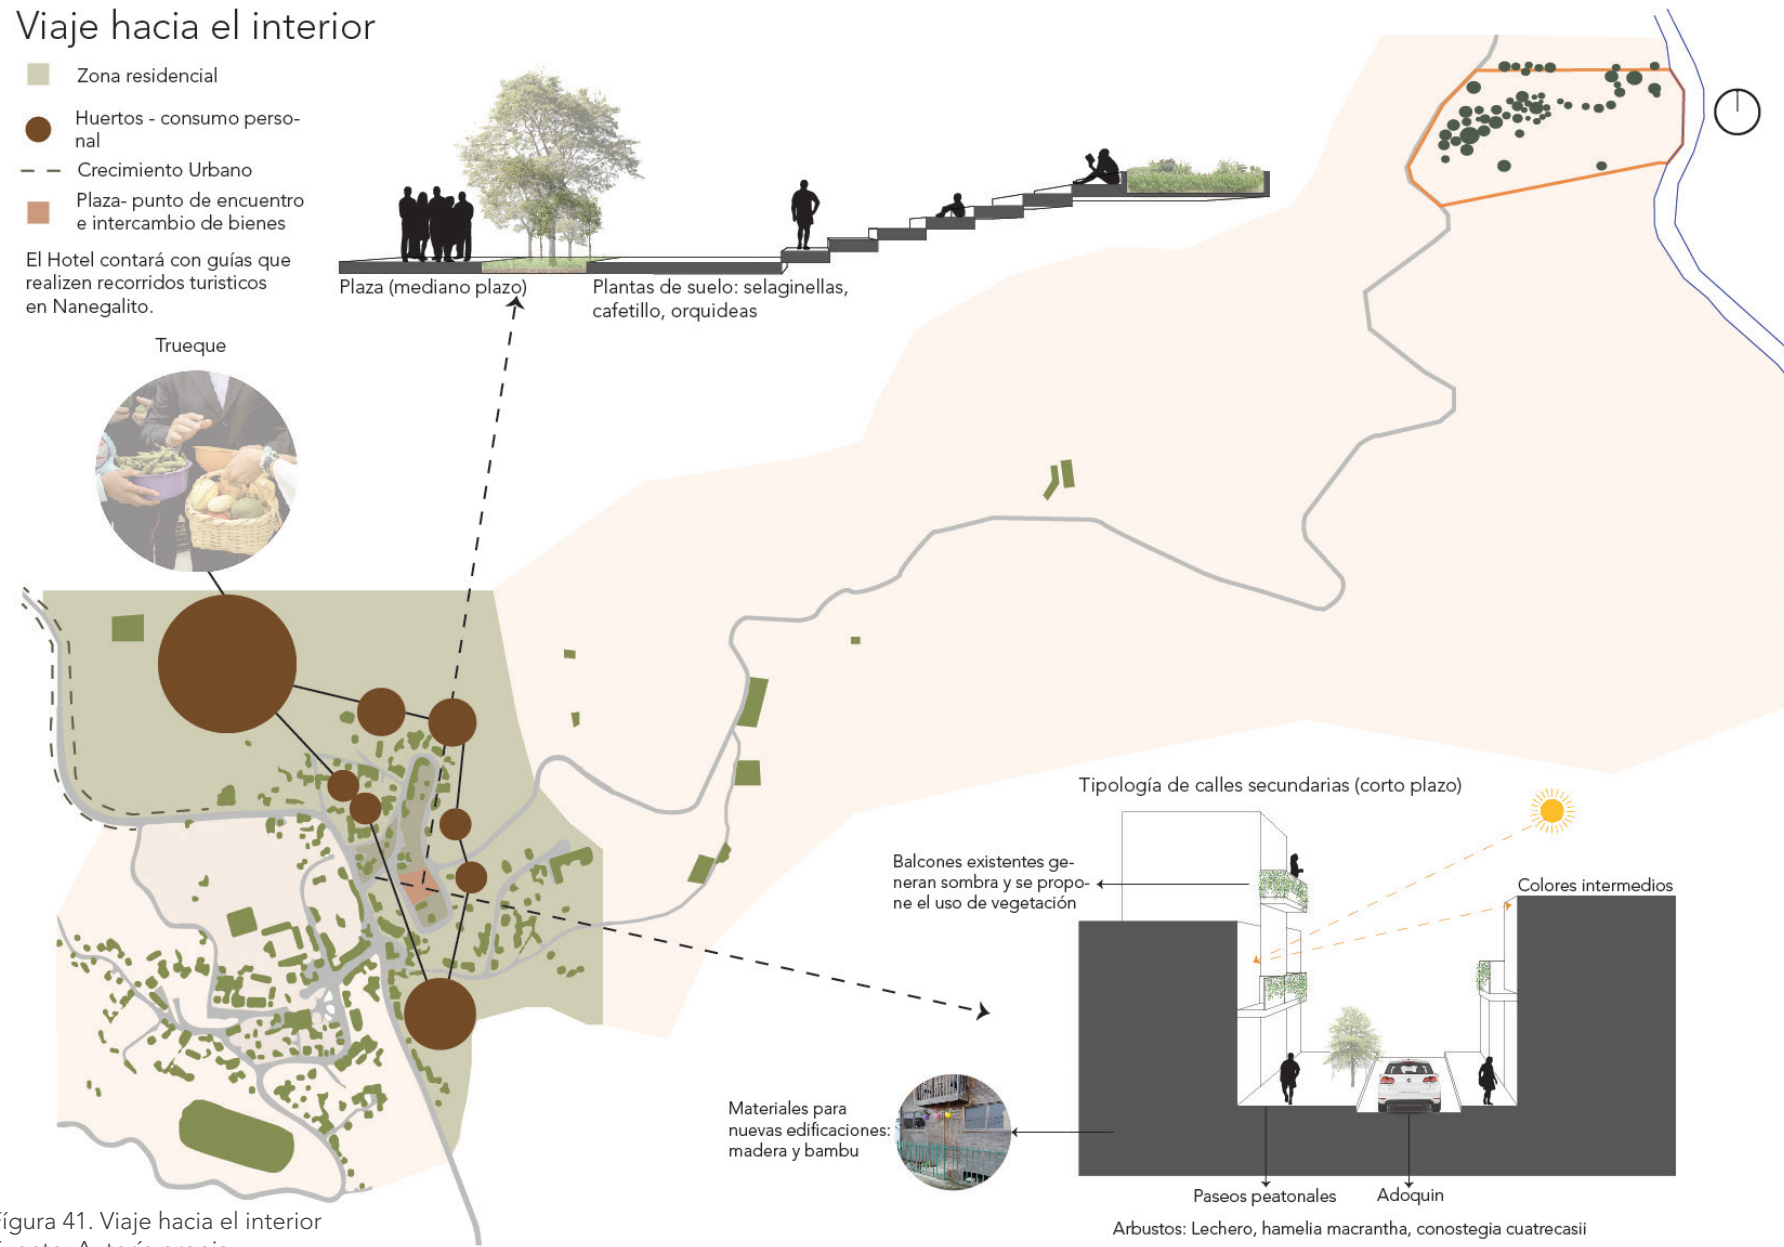 Viaje hacia el interior
Zona residencial
Huertos - consumo perso-
nal
Crecimiento Urbano
Plaza- punto de encuentro
e intercambio de bienes
El Hotel contará con guías que
realizen recorridos turisticos
en Nanegalito.
Plaza (mediano plazo)
Plantas de suelo: selaginellas,
cafetillo, orquideas
Trueque
Tipología de calles secundarias (corto plazo)
Balcones existentes ge-
neran sombra y se propo-
ne el uso de vegetación
Colores intermedios
Materiales para
nuevas edificaciones:
madera y bambu
Paseos peatonales
Adoquin
Arbustos: Lechero, hamelia macrantha, conostegia cuatrecasii
Fígura 41. Viaje hacia el interior